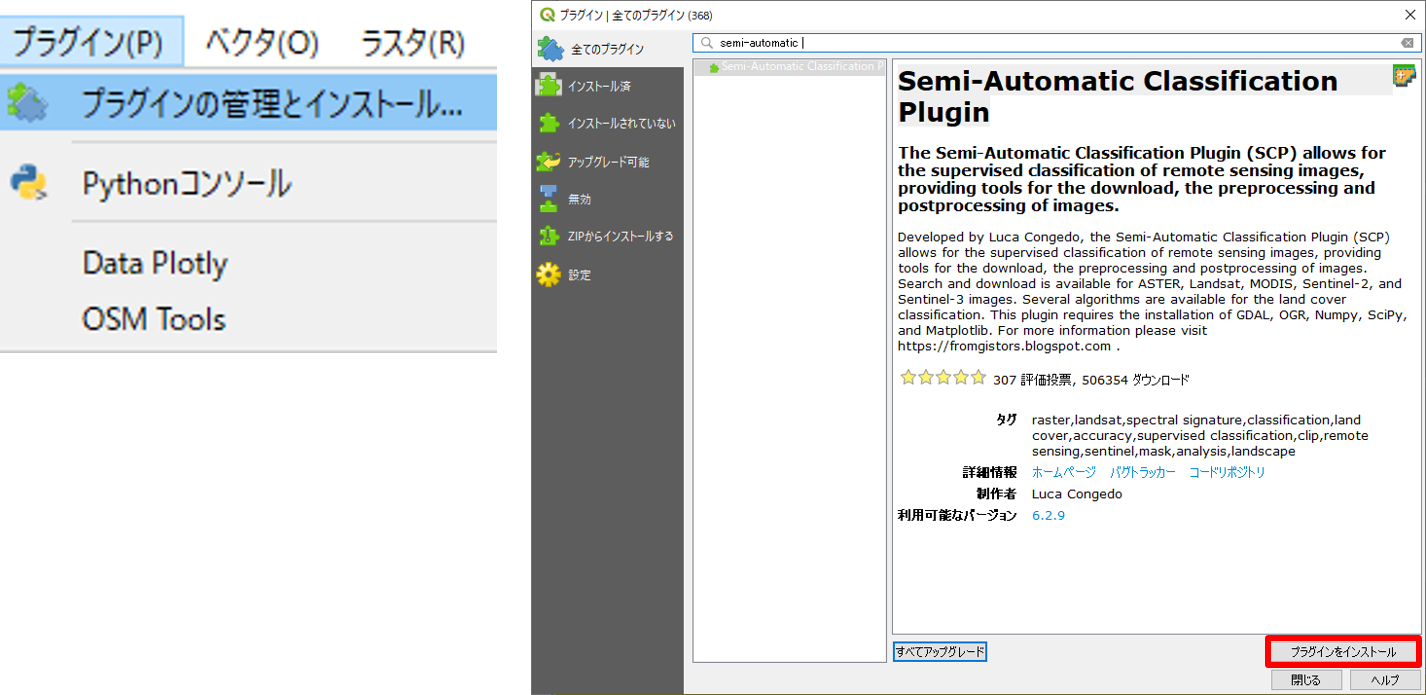 プラグイン(P) ベクタ(O) ラスタ(R)
プラグインの管理とインストール...
Pythonコンソール
Data Plotly
OSM Tools
プラグイン | 全てのプラグイン (368)
全てのプラグイン
インストール済
インストールされていない
アップグレード可能
無効
ZIPからインストールする
設定
semi-automatic
Semi-Automatic Classification P
Semi-Automatic Classification
Plugin
The Semi-Automatic Classification Plugin (SCP) allows for
the supervised classification of remote sensing images,
providing tools for the download, the preprocessing and
postprocessing of images.
Developed by Luca Congedo, the Semi-Automatic Classification Plugin (SCP)
allows for the supervised classification of remote sensing images, providing
tools for the download, the preprocessing and postprocessing of images.
Search and download is available for ASTER, Landsat, MODIS, Sentinel-2, and
Sentinel-3 images. Several algorithms are available for the land cover
classification. This plugin requires the installation of GDAL, OGR, Numpy, SciPy,
and Matplotlib. For more information please visit
https://fromgistors.blogspot.com .
307 評価投票, 506354 ダウンロード
タグ raster,landsat,spectral signature,classification,land
cover,accuracy,supervised classification,clip,remote
sensing,sentinel,mask,analysis,landscape
詳細情報 ホームページ バグトラッカー コードリポジトリ
制作者 Luca Congedo
利用可能なバージョン 6.2.9
すべてアップグレード
プラグインをインストール
閉じる
ヘルプ